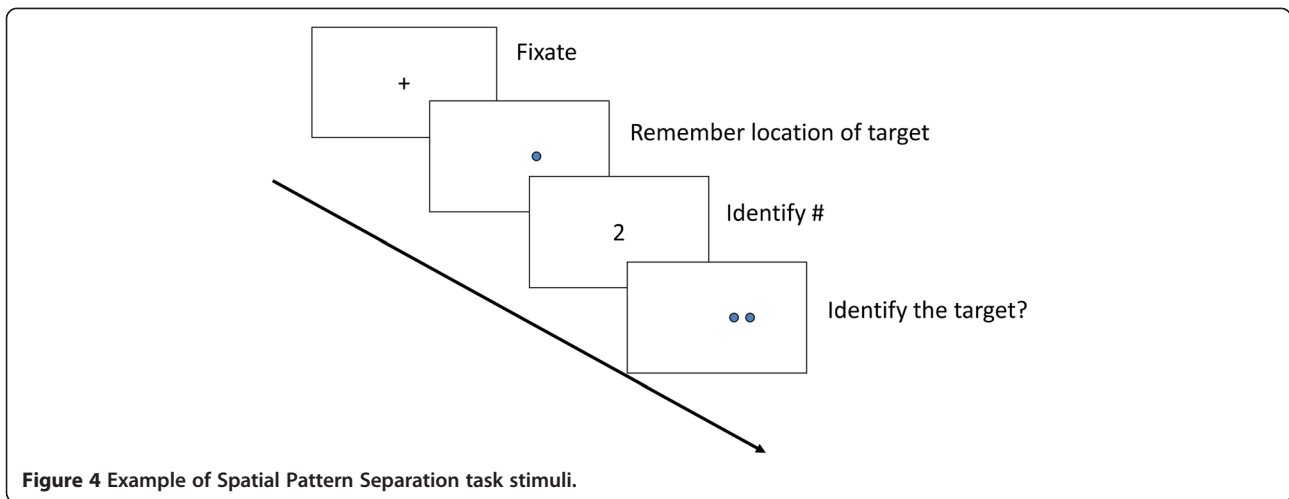 Fixate
+
Remember location of target
Identify #
2
Identify the target?
Figure 4 Example of Spatial Pattern Separation task stimuli.